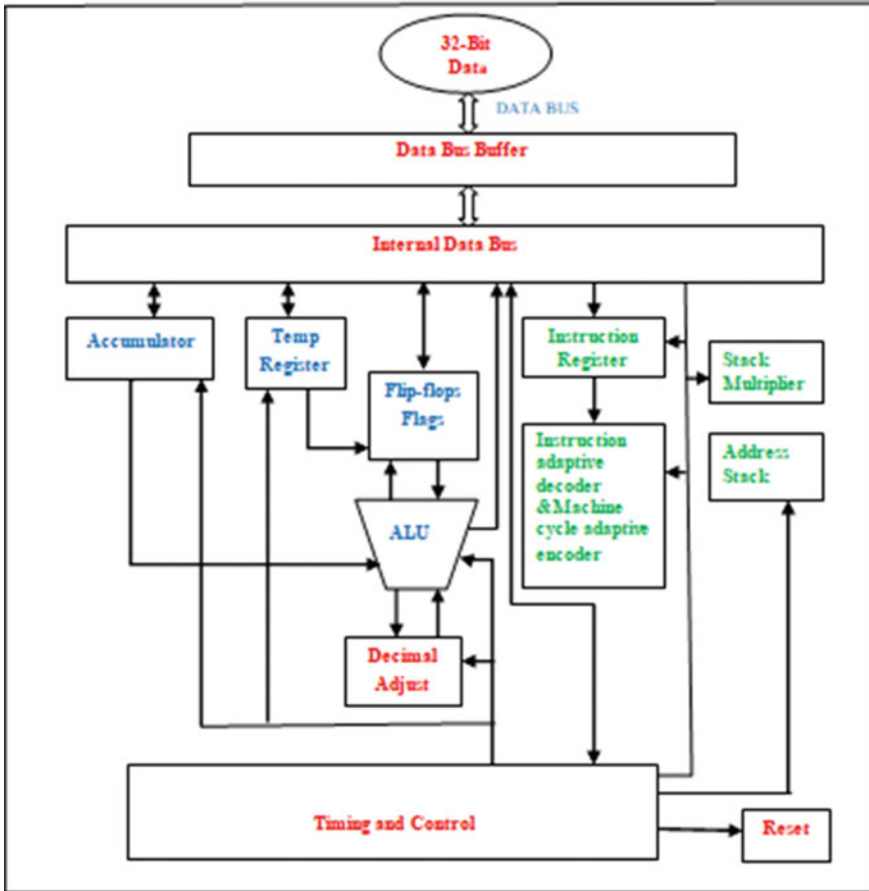 32-Bit
Data
DATA BUS
Data Bus Buffer
Internal Data Bus
Accumulator
Temp
Register
Flip-flops
Flags
Instruction
Register
Stack
Multiplier
Instruction
adaptive
decoder
&Machine
cycle adaptive
encoder
Address
Stack
ALU
Decimal
Adjust
Timing and Control
Reset